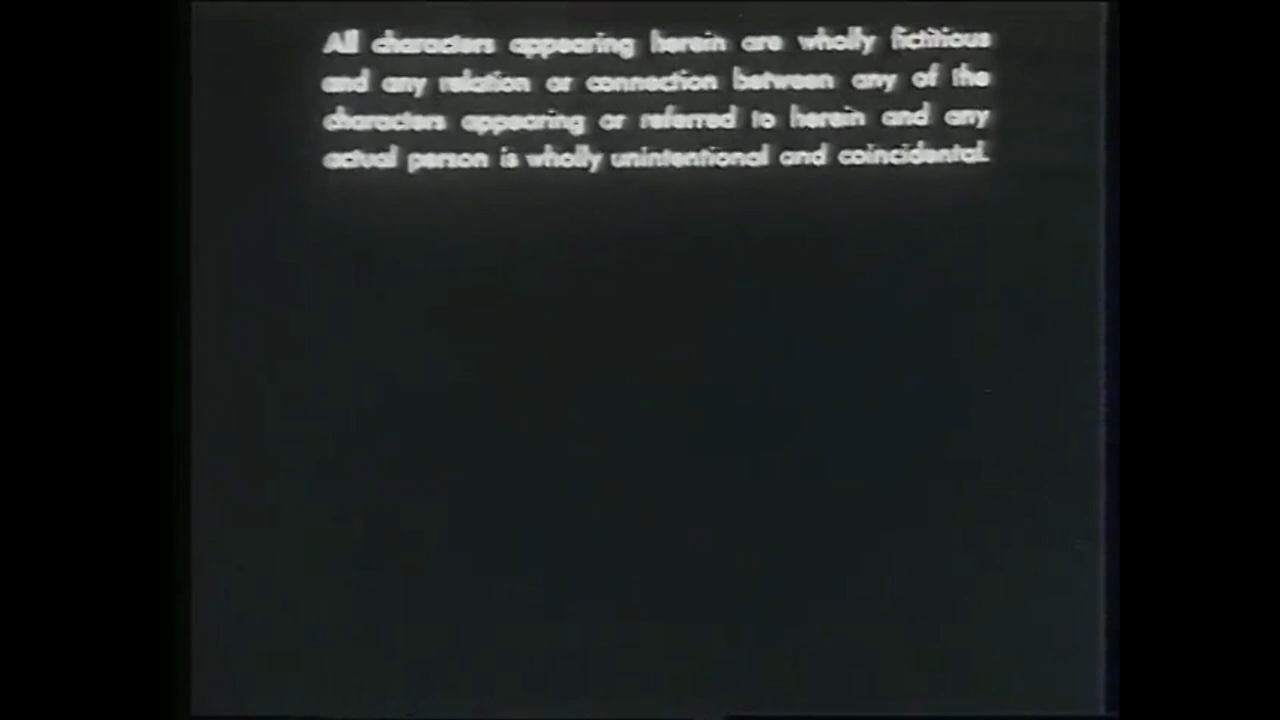 All characters appearing herein are wholly fictitious
and any relation or connection between any of the
characters appearing or referred to herein and any
actual person is wholly unintentional and coincidental.